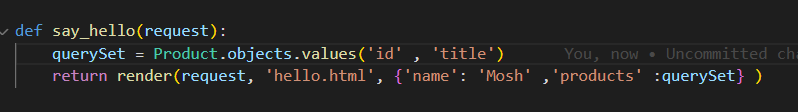 def say_hello(request):
querySet = Product.objects.values('id' , 'title') You, now • Uncommitted cha
return render(request, 'hello.html', {'name': 'Mosh' ,'products' :querySet} )